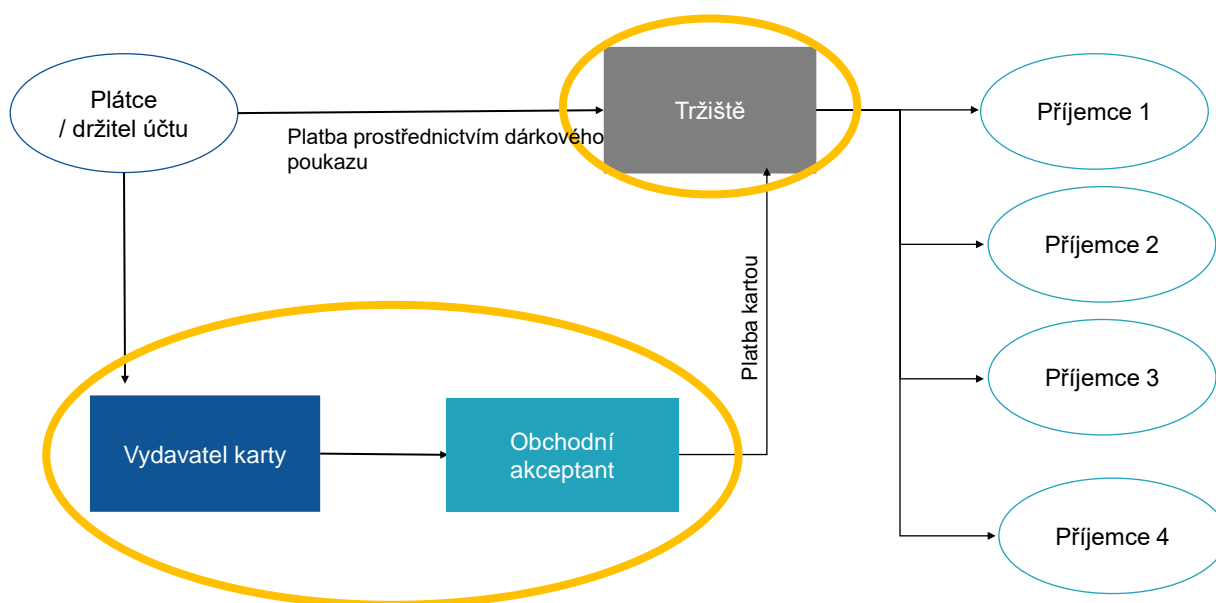 Plátce
/ držitel účtu
Platba prostřednictvím dárkového
poukazu
Tržiště
Příjemce 1
Příjemce 2
Platba kartou
Příjemce 3
Vydavatel karty
Obchodní
akceptant
Příjemce 4